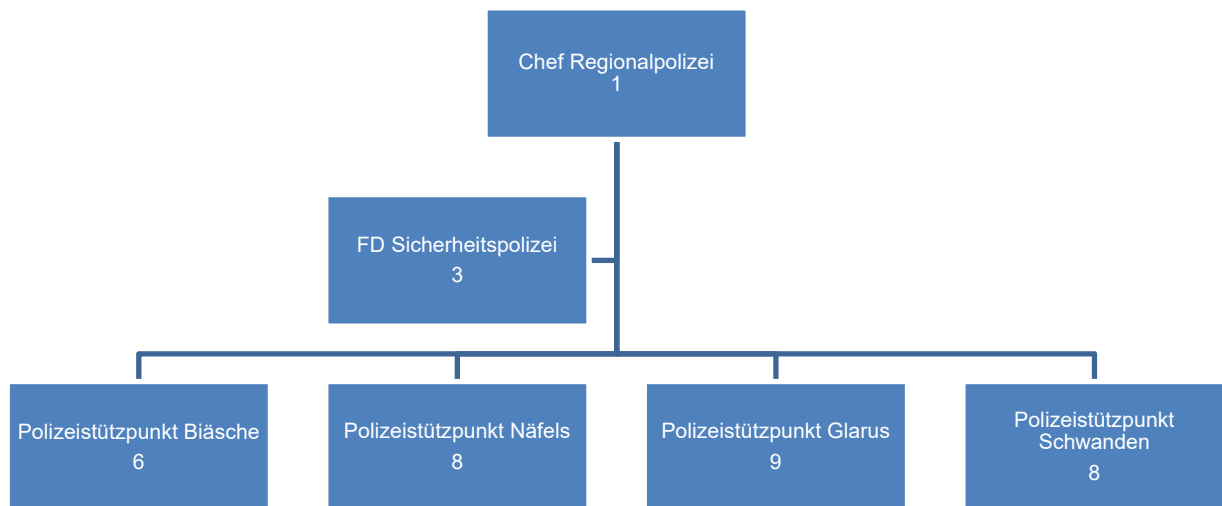 Chef Regionalpolizei
1
FD Sicherheitspolizei
3
Polizeistützpunkt Biäsche
6
Polizeistützpunkt Näfels
8
Polizeistützpunkt Glarus
9
Polizeistützpunkt
Schwanden
8